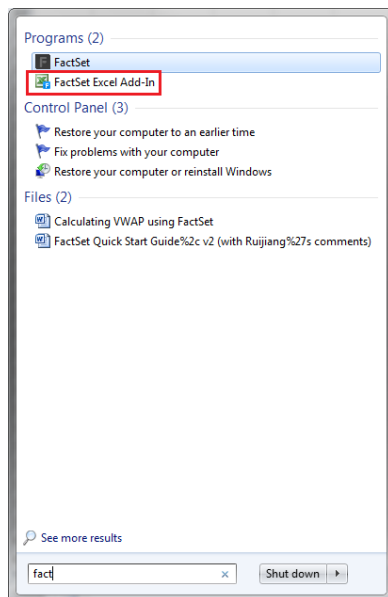 Programs (2)
FactSet
FactSet Excel Add-In
Control Panel (3)
Restore your computer to an earlier time
Fix problems with your computer
Restore your computer or reinstall Windows
Files (2)
Calculating VWAP using FactSet
FactSet Quick Start Guide%2c v2 (with Ruijiang%27s comments)
See more results
fact
Shut down